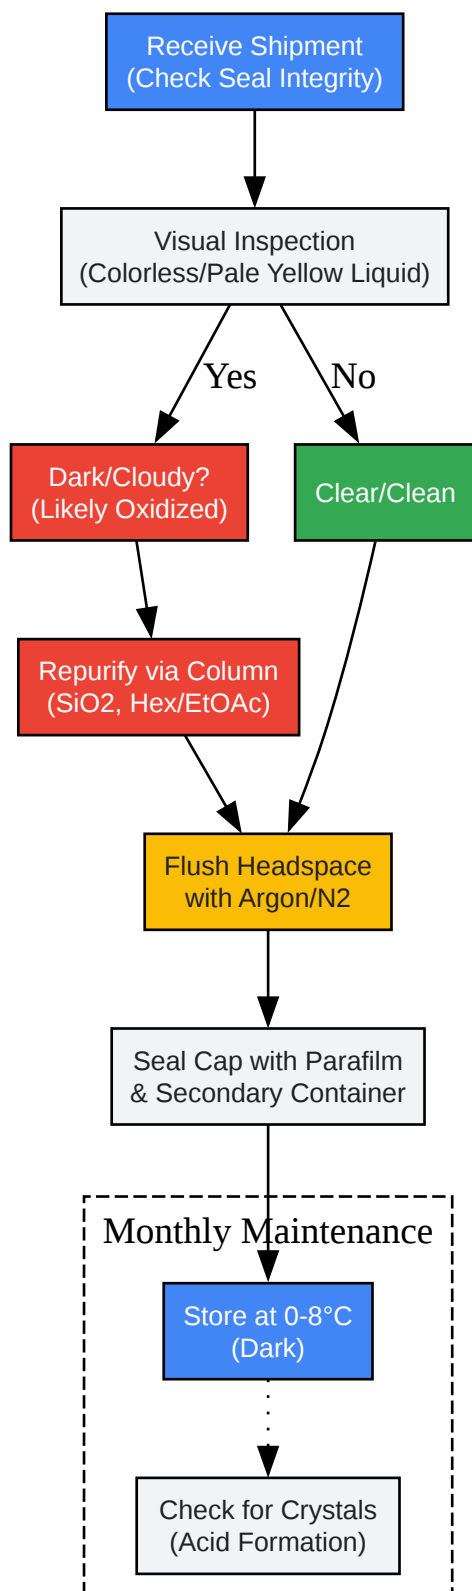 Receive Shipment
(Check Seal Integrity)
Visual Inspection
(Colorless/Pale Yellow Liquid)
Yes
No
Dark/Cloudy?
(Likely Oxidized)
Clear/Clean
Repurify via Column
(SiO2, Hex/EtOAc)
Flush Headspace
with Argon/N2
Seal Cap with Parafilm
& Secondary Container
Monthly Maintenance
Store at 0-8°C
(Dark)
Check for Crystals
(Acid Formation)